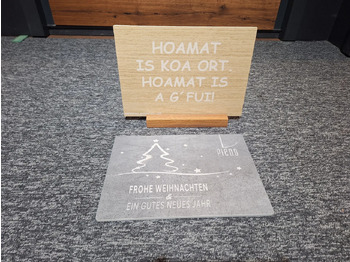 HOAMAT
IS KOA ORT.
HOAMAT IS
A G´FUI!
FROHE WEIHNACHTEN
&
EIN GUTES NEUES JAHR